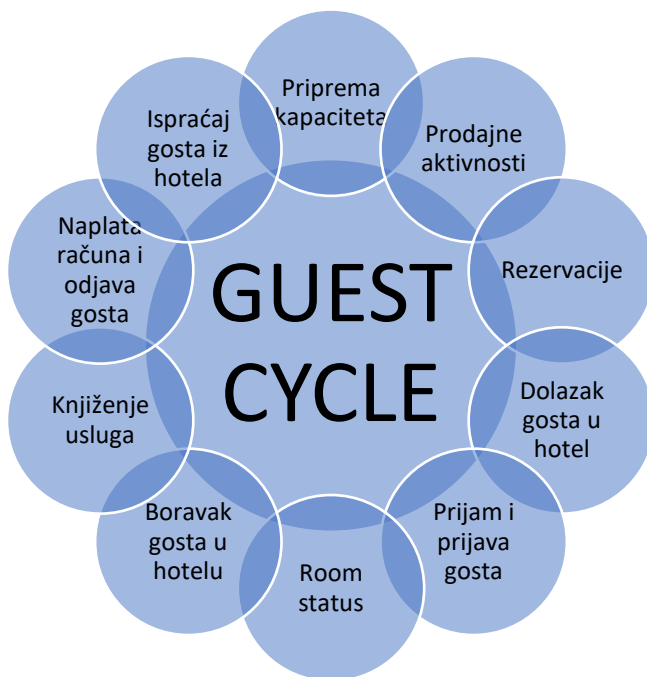 Priprema
kapaciteta
Prodajne
aktivnosti
Rezervacije
Dolazak
gosta u
hotel
Prijam i
prijava
gosta
Room
status
Boravak
gosta u
hotelu
Knjiženje
usluga
Naplata
računa i
odjava
gosta
Ispraćaj
gosta iz
hotela
GUEST
CYCLE